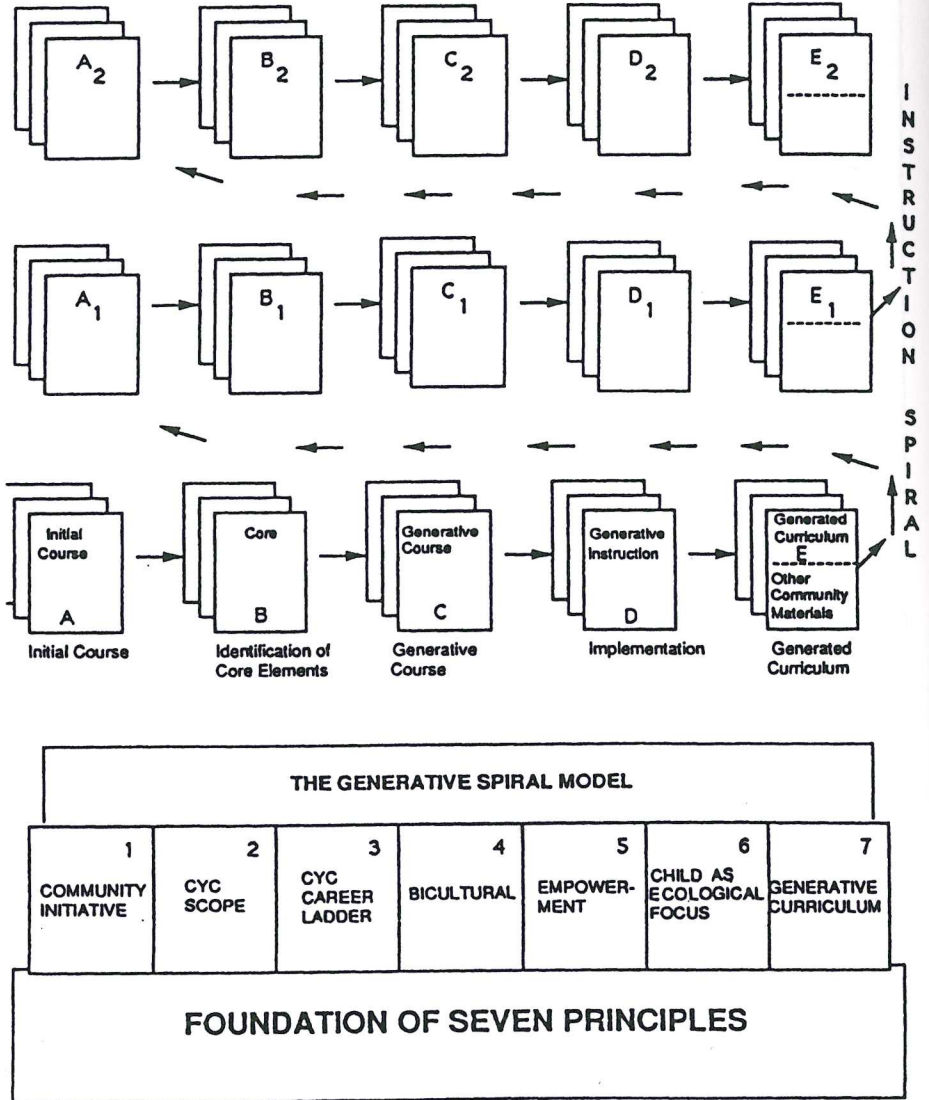 A2
B2
C2
D2
E2
INSTRUCTION SPIRAL
A1
B1
C1
D1
E1
Initial
Course
A
Core
B
Generative
Course
C
Generative
Instruction
D
Generated
Curriculum
E
Other
Community
Materials
Initial Course
Identification of
Core Elements
Generative
Course
Implementation
Generated
Curriculum
THE GENERATIVE SPIRAL MODEL
1
COMMUNITY
INITIATIVE
2
CYC
SCOPE
3
CYC
CAREER
LADDER
4
BICULTURAL
5
EMPOWER-
MENT
6
CHILD AS
ECOLOGICAL
FOCUS
7
GENERATIVE
CURRICULUM
FOUNDATION OF SEVEN PRINCIPLES